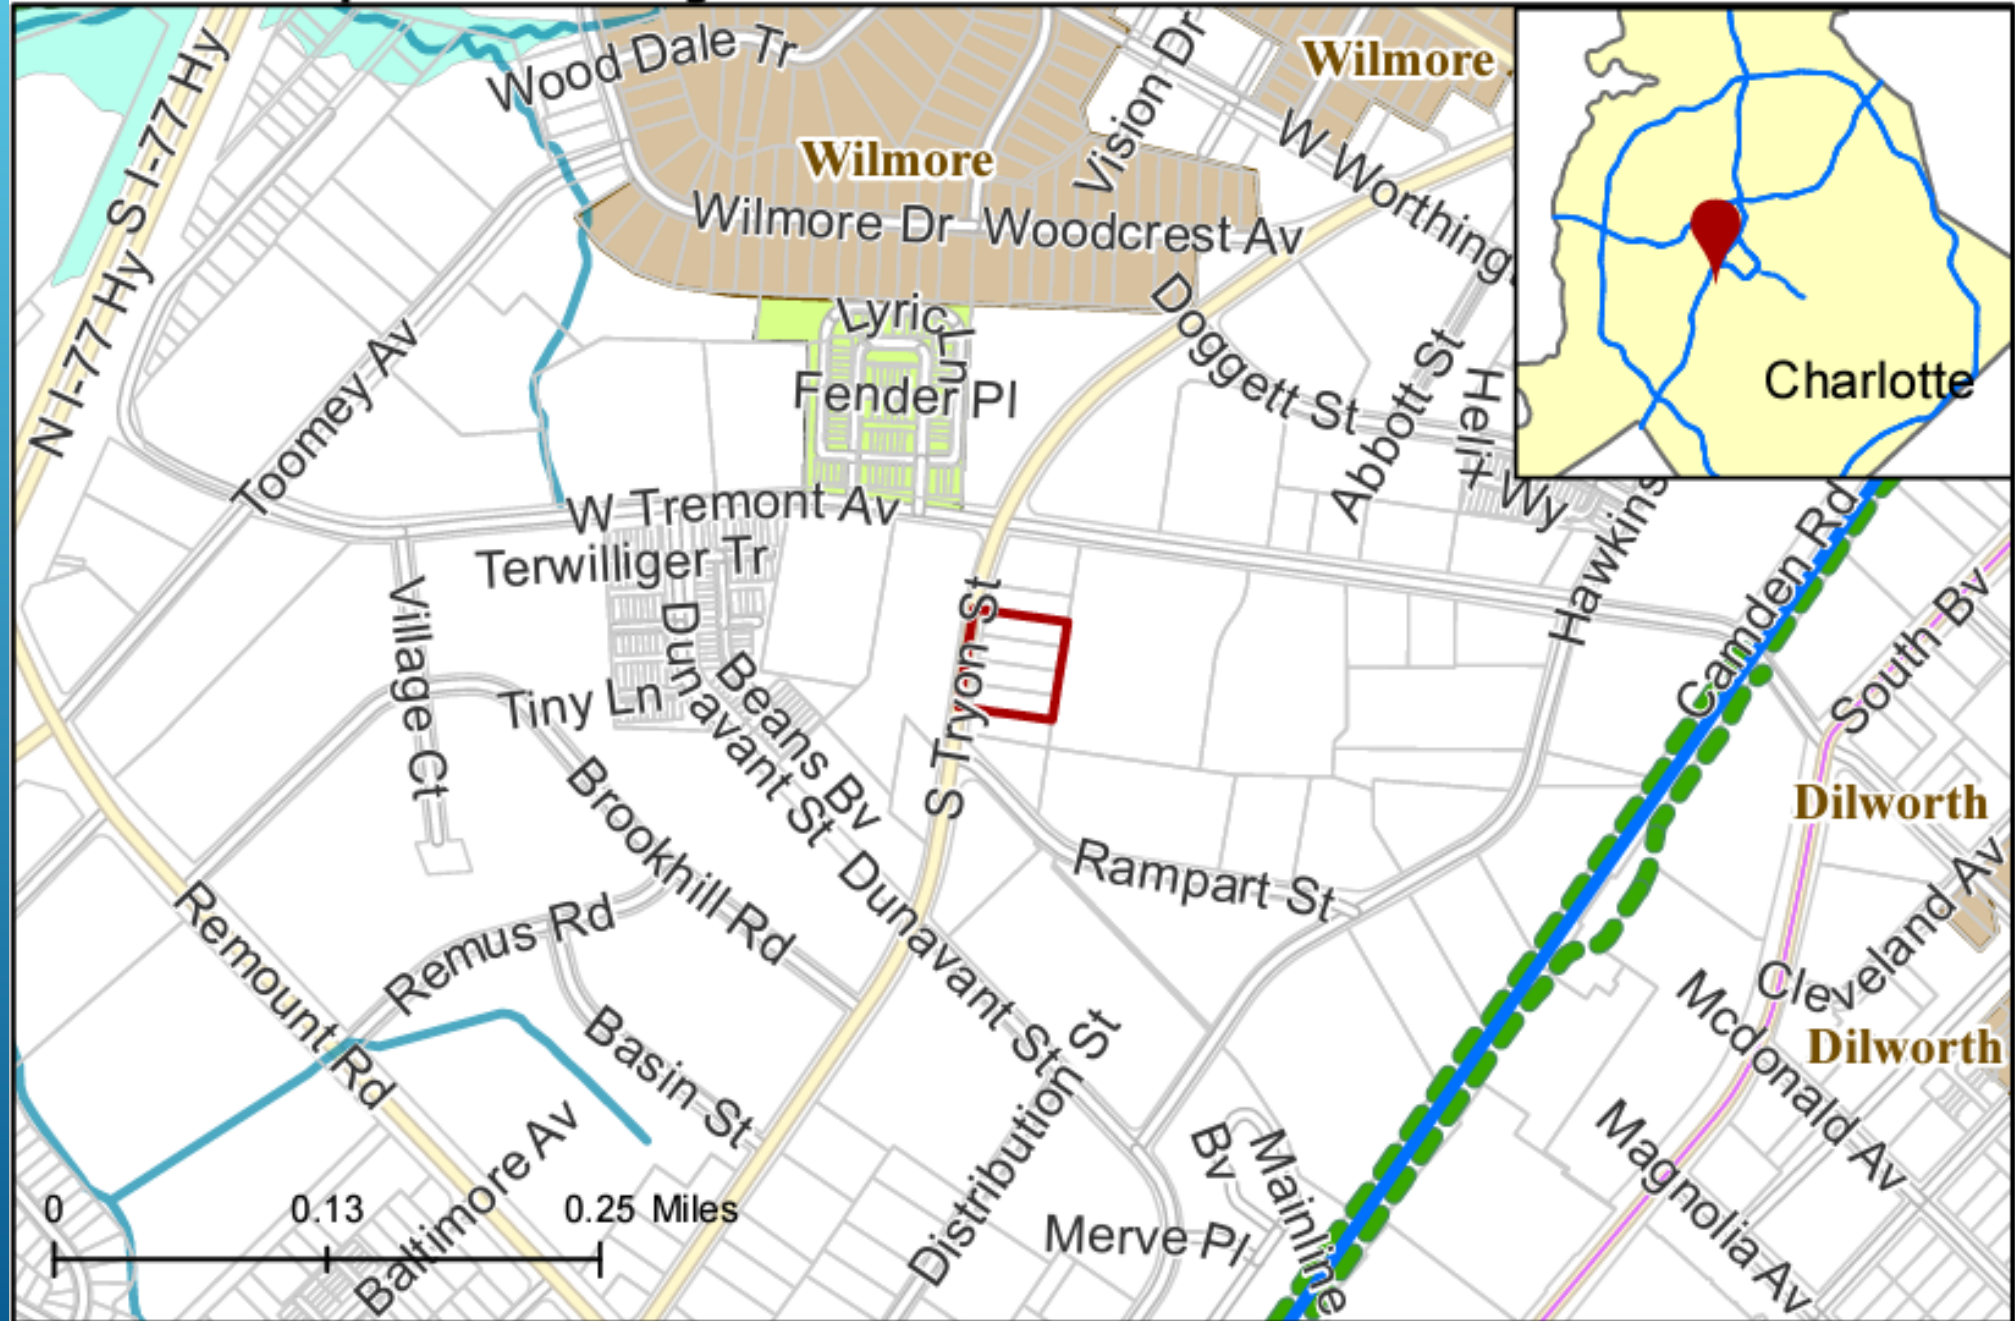 Wood Dale Tr
Vision Dr
Wilmore
S I-77 Hy
Wilmore
W Worthing
Wilmore Dr
Woodcrest Av
N I-77 Hy
Lyric
Ln
Doggett St
Charlotte
Toomey Av
Fender Pl
Abbott St
Helix Wy
W Tremont Av
Terwilliger Tr
Hawkins
Camden Rd
Village Ct
Dunavant St
S Tryon St
South Bv
Tiny Ln
Beans Bv
Dilworth
Brookhill Rd
Rampart St
Dunavant St
Remount Rd
Remus Rd
Cleveland Av
Mcdonald Av
Dilworth
Basin St
Distribution St
Baltimore Av
Mainline
Bv
Magnolia Av
Merve Pl
0 0.13 0.25 Miles